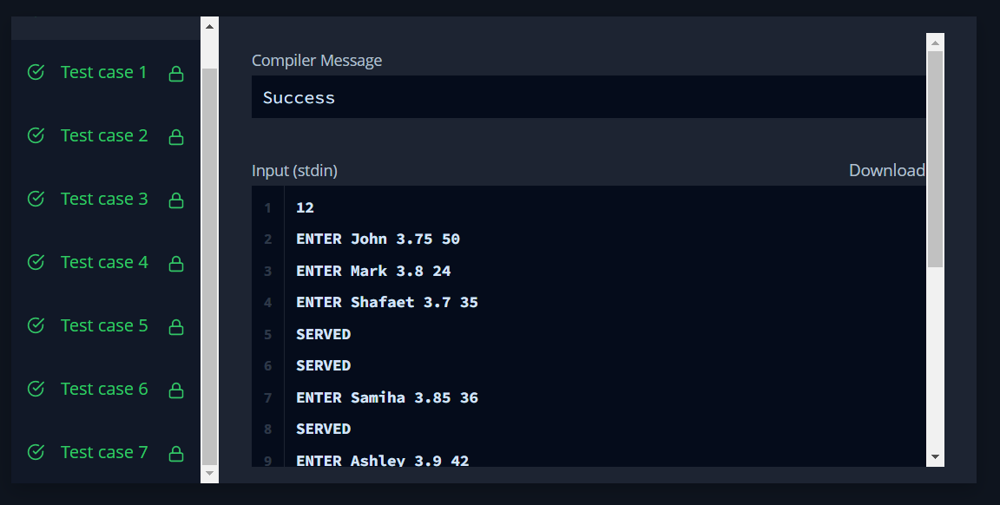 Test case 1
Test case 2
Test case 3
Test case 4
Test case 5
Test case 6
Test case 7
Compiler Message
Success
Input (stdin)
Download
1 12
2 ENTER John 3.75 50
3 ENTER Mark 3.8 24
4 ENTER Shafaet 3.7 35
5 SERVED
6 SERVED
7 ENTER Samiha 3.85 36
8 SERVED
9 ENTER Ashley 3.9 42